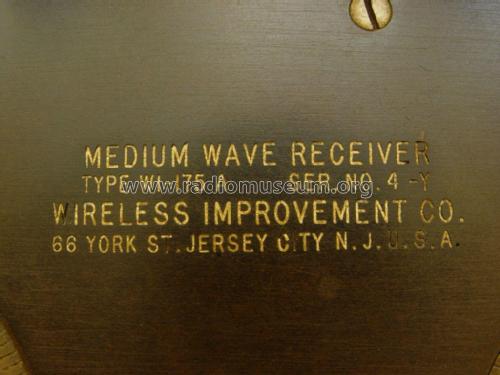 MEDIUM WAVE RECEIVER
TYPE WI-175-A SER. NO. 4 -Y
www.radiomuseum.org
WIRELESS IMPROVEMENT CO.
66 YORK ST. JERSEY CITY N.J. U.S.A.